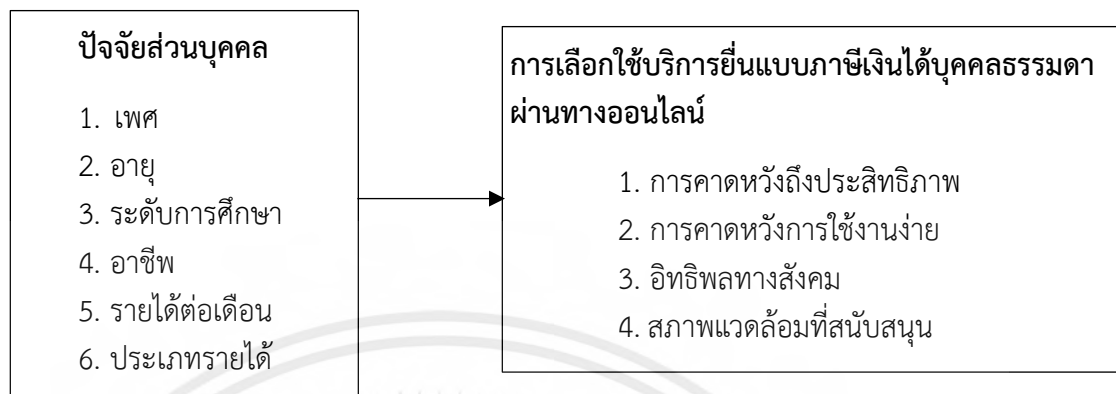 ปัจจัยส่วนบุคคล
1. เพศ
2. อายุ
3. ระดับการศึกษา
4. อาชีพ
5. รายได้ต่อเดือน
6. ประเภทรายได้
การเลือกใช้บริการยื่นแบบภาษีเงินได้บุคคลธรรมดา
ผ่านทางออนไลน์
1. การคาดหวังถึงประสิทธิภาพ
2. การคาดหวังการใช้งานง่าย
3. อิทธิพลทางสังคม
4. สภาพแวดล้อมที่สนับสนุน